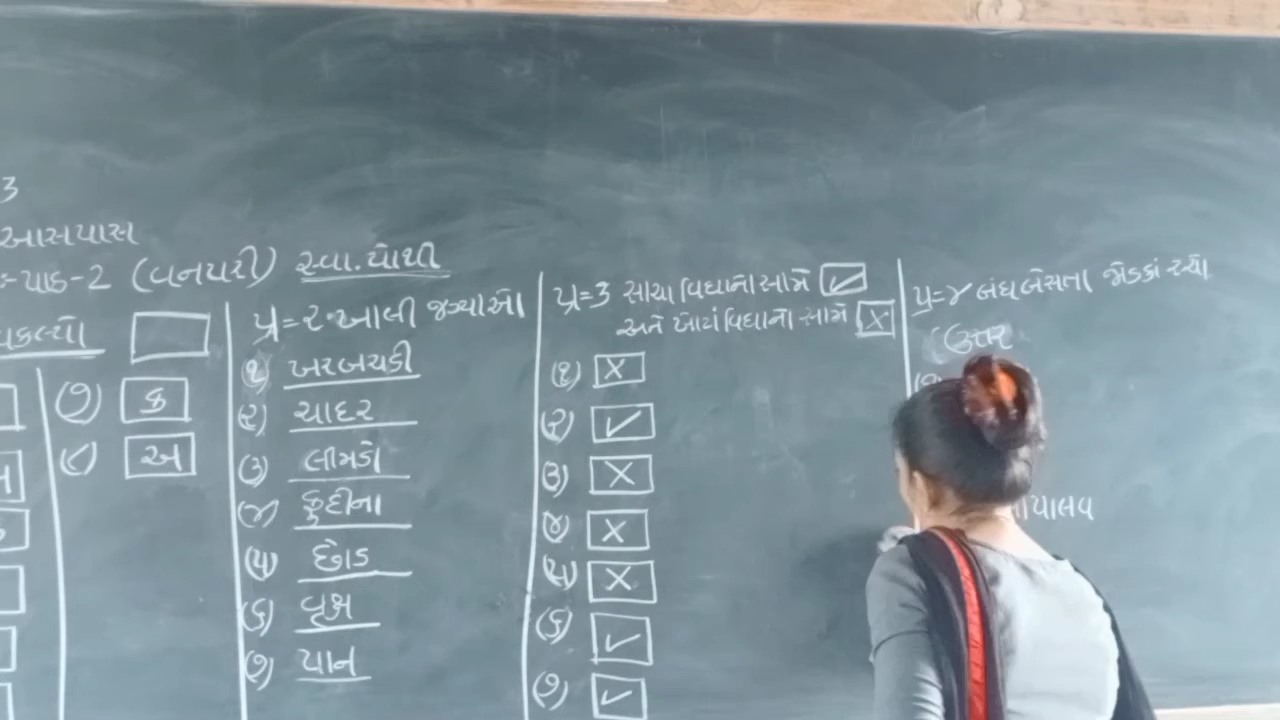 3
આસપાસ
પાઠ-2 (વનપરી) સ્વા.પોથી
(૭) ક
(૮) અ
પ્ર=૨ ખાલી જગ્યાઓ
(૧) ખરબચડી
(૨) ચાદર
(૩) લીમડો
(૪) ફુદીના
(૫) છોડ
(૬) વૃક્ષ
(૭) પાન
પ્ર=3 સાચા વિધાનો સામે ✓
અને ખોટાં વિધાનો સામે X
(૧) X
(૨) ✓
(૩) X
(૪) X
(૫) X
(૬) ✓
(૭) ✓
પ્ર=૪ બંધબેસતા જોડકાં રચો
ઉત્તર